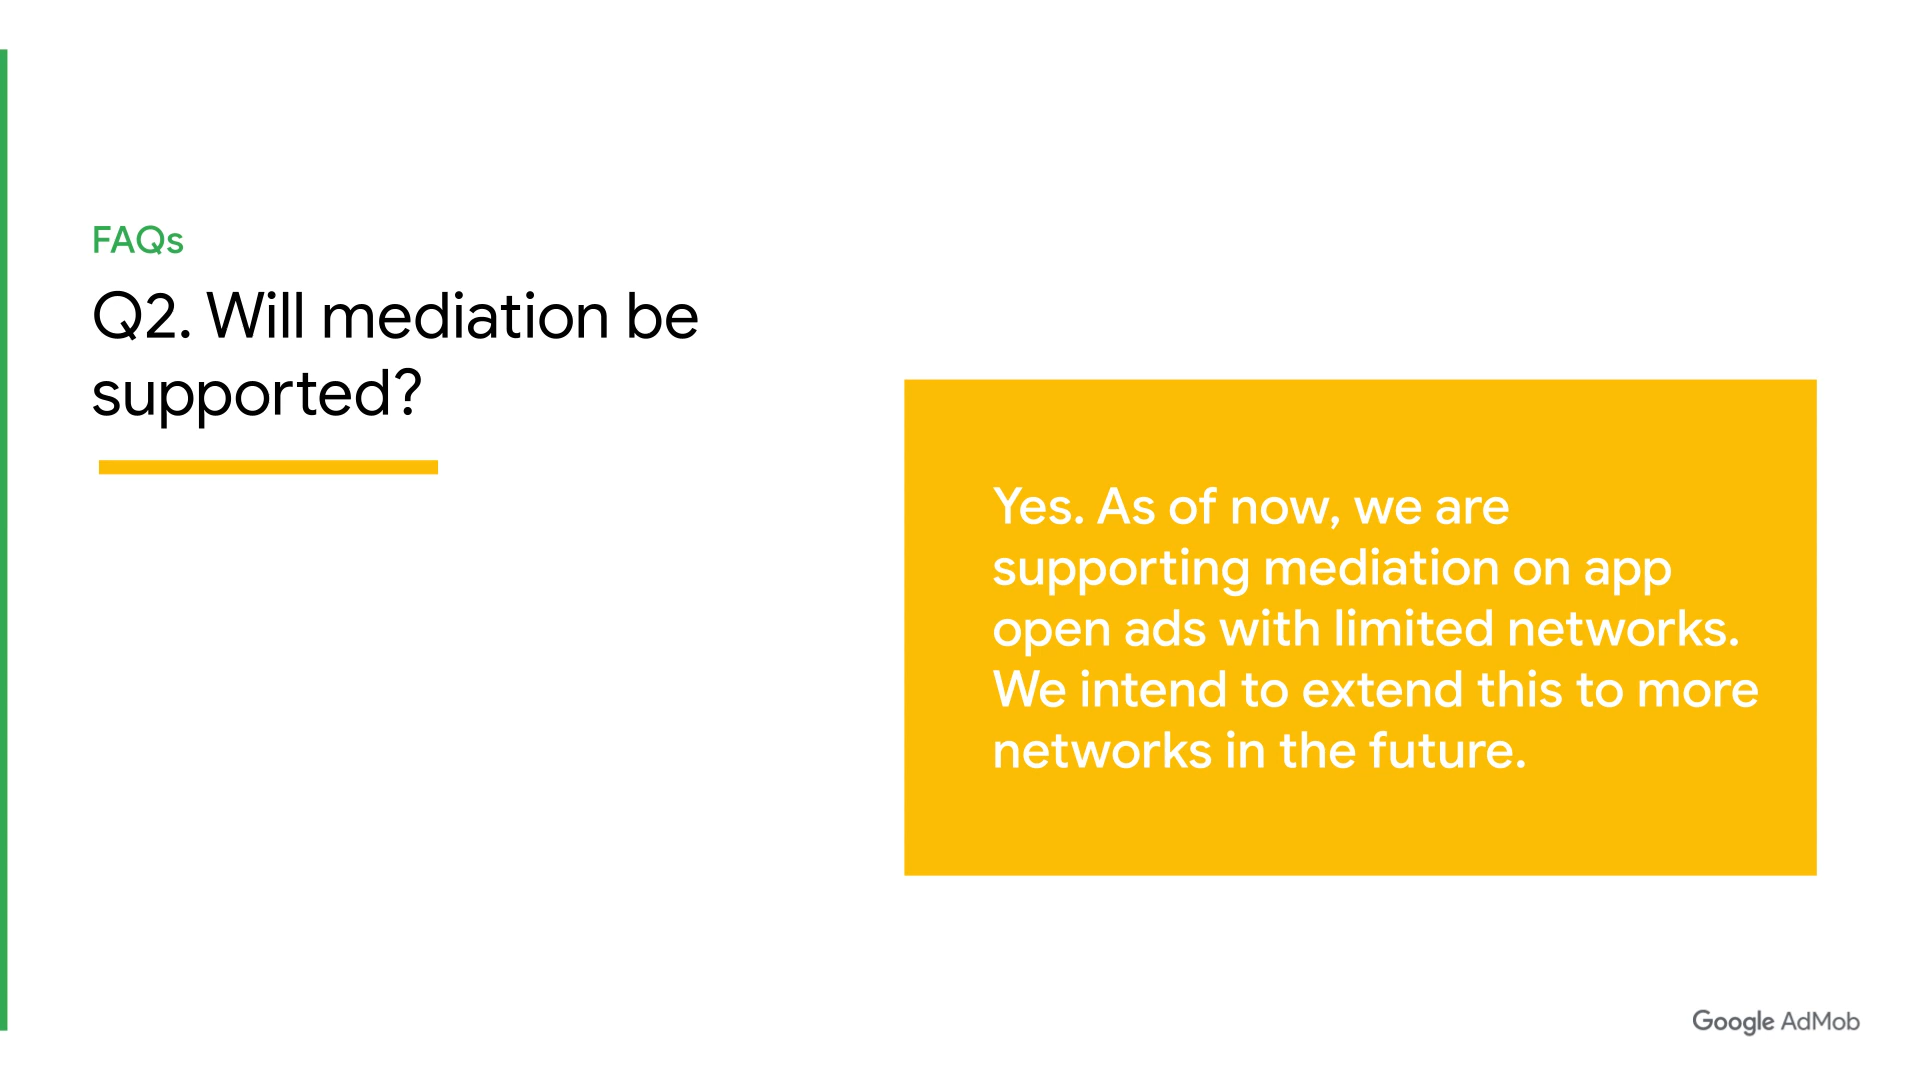 FAQs
Q2. Will mediation be
supported?
Yes. As of now, we are
supporting mediation on app
open ads with limited networks.
We intend to extend this to more
networks in the future.
Google AdMob